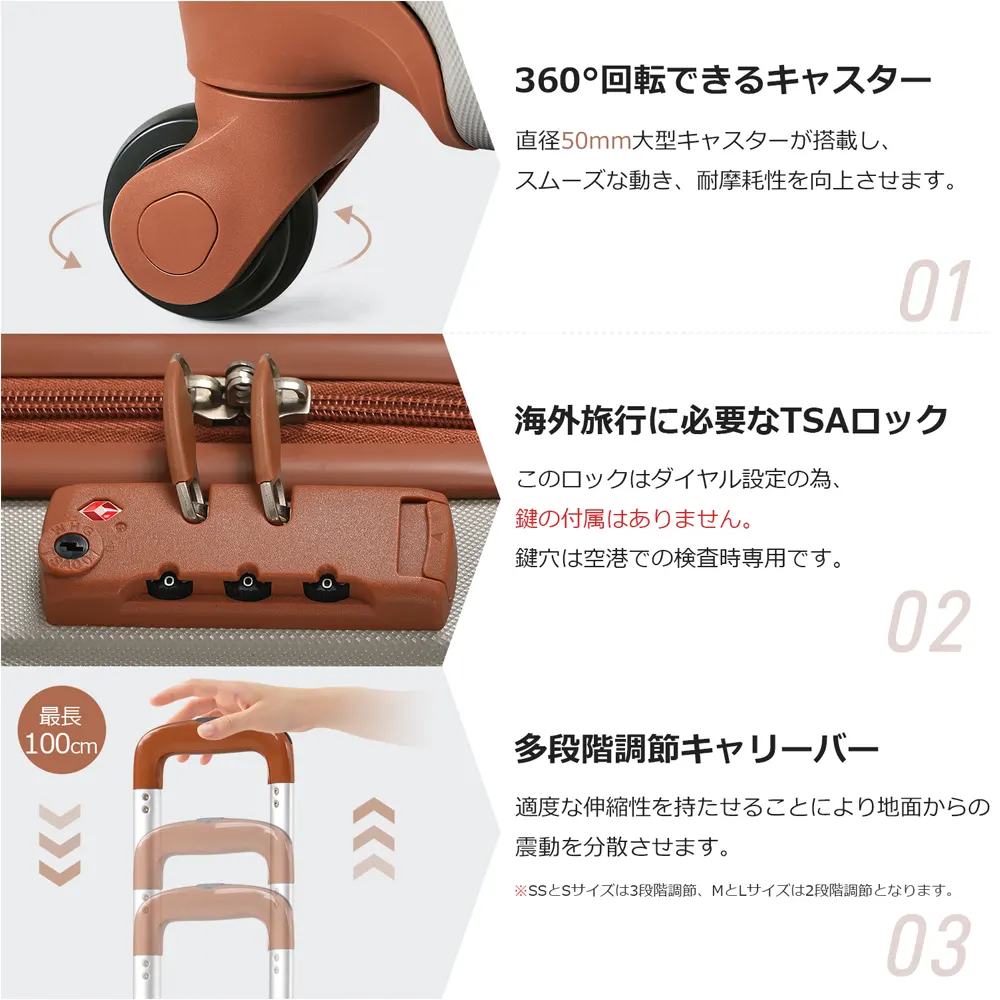 360°回転できるキャスター
直径50mm大型キャスターが搭載し、
スムーズな動き、耐摩耗性を向上させます。
01
海外旅行に必要なTSAロック
このロックはダイヤル設定の為、
鍵の付属はありません。
鍵穴は空港での検査時専用です。
0
0
0
02
最長
100cm
多段階調節キャリーバー
適度な伸縮性を持たせることにより地面からの
震動を分散させます。
※SSとSサイズは3段階調節、MとLサイズは2段階調節となります。
03